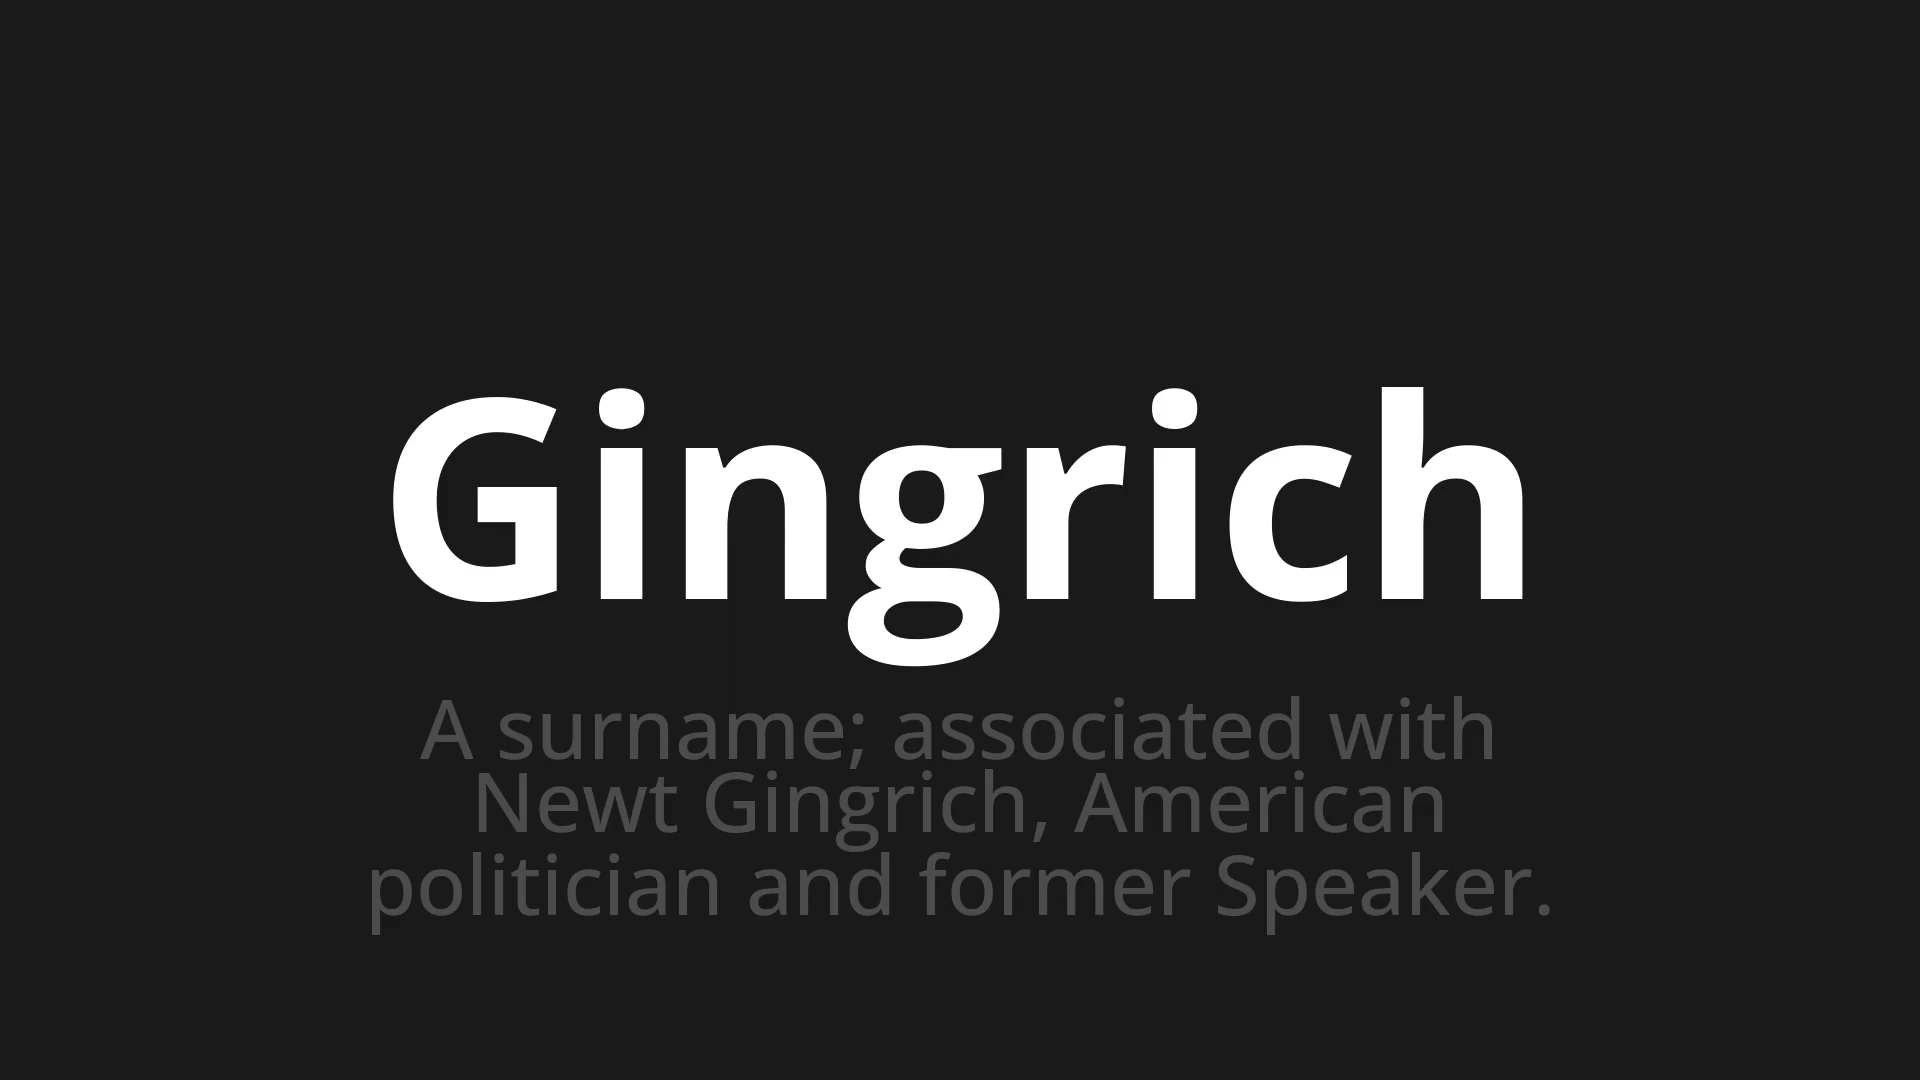 Gingrich
A surname; associated with
Newt Gingrich, American
politician and former Speaker.